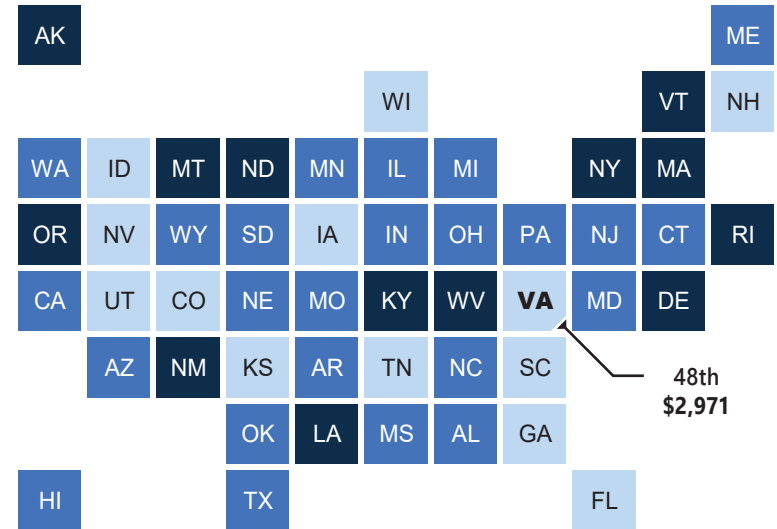 AK ME
WI VT NH
WA ID MT ND MN IL MI NY MA
OR NV WY SD IA IN OH PA NJ CT RI
CA UT CO NE MO KY WV VA MD DE
AZ NM KS AR TN NC SC
48th
$2,971
OK LA MS AL GA
HI TX FL